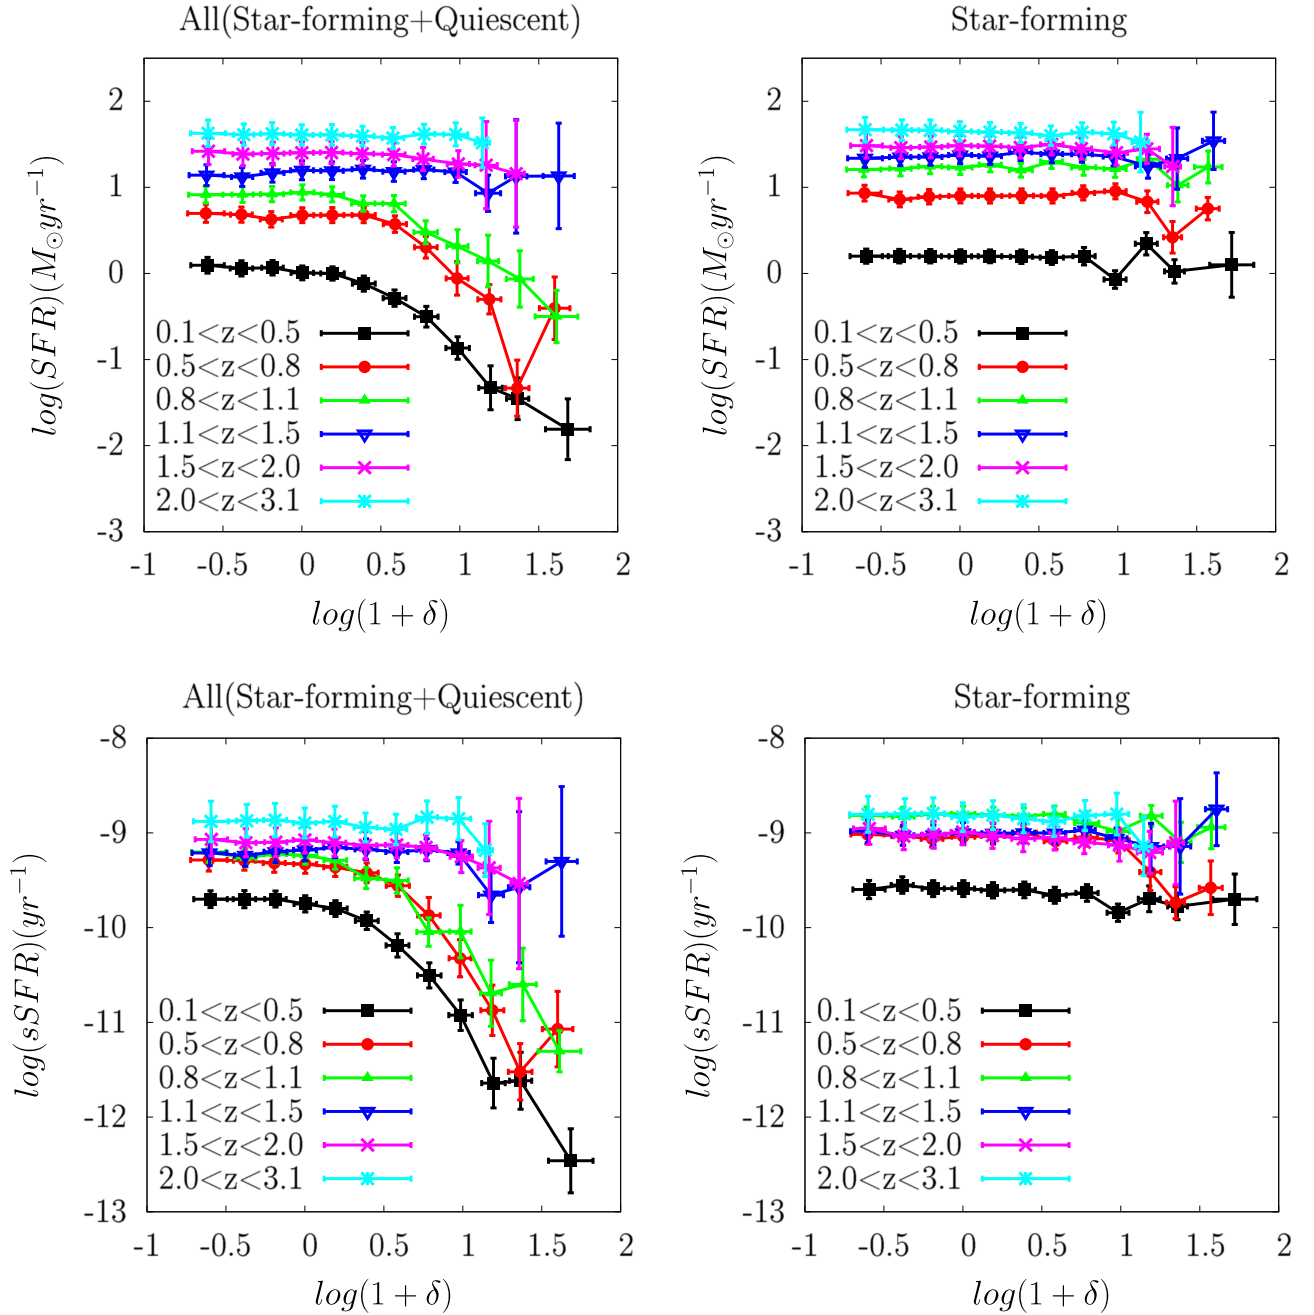 All(Star-forming+Quiescent)
log(SFR)(M⊙yr⁻¹)
2
1
0
-1
-2
-3
0.1<z<0.5
0.5<z<0.8
0.8<z<1.1
1.1<z<1.5
1.5<z<2.0
2.0<z<3.1
-1 -0.5 0 0.5 1 1.5 2
log(1 + δ)
Star-forming
log(SFR)(M⊙yr⁻¹)
2
1
0
-1
-2
-3
0.1<z<0.5
0.5<z<0.8
0.8<z<1.1
1.1<z<1.5
1.5<z<2.0
2.0<z<3.1
-1 -0.5 0 0.5 1 1.5 2
log(1 + δ)
All(Star-forming+Quiescent)
log(sSFR)(yr⁻¹)
-8
-9
-10
-11
-12
-13
0.1<z<0.5
0.5<z<0.8
0.8<z<1.1
1.1<z<1.5
1.5<z<2.0
2.0<z<3.1
-1 -0.5 0 0.5 1 1.5 2
log(1 + δ)
Star-forming
log(sSFR)(yr⁻¹)
-8
-9
-10
-11
-12
-13
0.1<z<0.5
0.5<z<0.8
0.8<z<1.1
1.1<z<1.5
1.5<z<2.0
2.0<z<3.1
-1 -0.5 0 0.5 1 1.5 2
log(1 + δ)